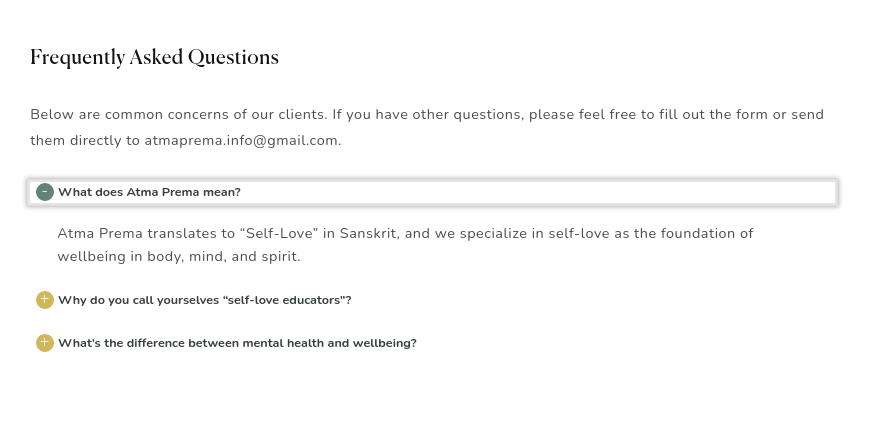 Frequently Asked Questions
Below are common concerns of our clients. If you have other questions, please feel free to fill out the form or send
them directly to atmaprema.info@gmail.com.
- What does Atma Prema mean?
Atma Prema translates to “Self-Love” in Sanskrit, and we specialize in self-love as the foundation of
wellbeing in body, mind, and spirit.
+ Why do you call yourselves “self-love educators”?
+ What's the difference between mental health and wellbeing?